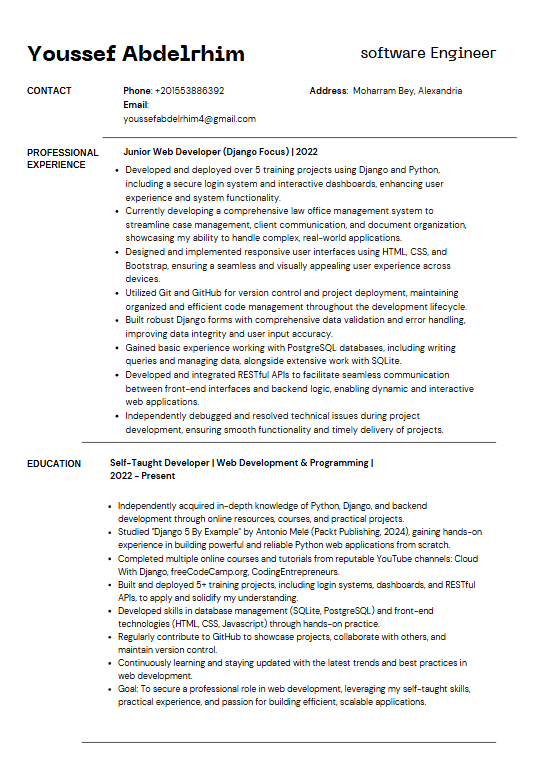 Youssef Abdelrhim
software Engineer
CONTACT
Phone: +201553886392
Address: Moharram Bey, Alexandria
Email:
youssefabdelrhim4@gmail.com
PROFESSIONAL
EXPERIENCE
Junior Web Developer (Django Focus) | 2022
• Developed and deployed over 5 training projects using Django and Python,
including a secure login system and interactive dashboards, enhancing user
experience and system functionality.
• Currently developing a comprehensive law office management system to
streamline case management, client communication, and document organization,
showcasing my ability to handle complex, real-world applications.
• Designed and implemented responsive user interfaces using HTML, CSS, and
Bootstrap, ensuring a seamless and visually appealing user experience across
devices.
• Utilized Git and GitHub for version control and project deployment, maintaining
organized and efficient code management throughout the development lifecycle.
• Built robust Django forms with comprehensive data validation and error handling,
improving data integrity and user input accuracy.
• Gained basic experience working with PostgreSQL databases, including writing
queries and managing data, alongside extensive work with SQLite.
• Developed and integrated RESTful APIs to facilitate seamless communication
between front-end interfaces and backend logic, enabling dynamic and interactive
web applications.
• Independently debugged and resolved technical issues during project
development, ensuring smooth functionality and timely delivery of projects.
EDUCATION
Self-Taught Developer | Web Development & Programming |
2022 – Present
• Independently acquired in-depth knowledge of Python, Django, and backend
development through online resources, courses, and practical projects.
• Studied "Django 5 By Example" by Antonio Melé (Packt Publishing, 2024), gaining hands-on
experience in building powerful and reliable Python web applications from scratch.
• Completed multiple online courses and tutorials from reputable YouTube channels: Cloud
With Django, freeCodeCamp.org, CodingEntrepreneurs.
• Built and deployed 5+ training projects, including login systems, dashboards, and RESTful
APIs, to apply and solidify my understanding.
• Developed skills in database management (SQLite, PostgreSQL) and front-end
technologies (HTML, CSS, Javascript) through hands-on practice.
• Regularly contribute to GitHub to showcase projects, collaborate with others, and
maintain version control.
• Continuously learning and staying updated with the latest trends and best practices in
web development.
• Goal: To secure a professional role in web development, leveraging my self-taught skills,
practical experience, and passion for building efficient, scalable applications.